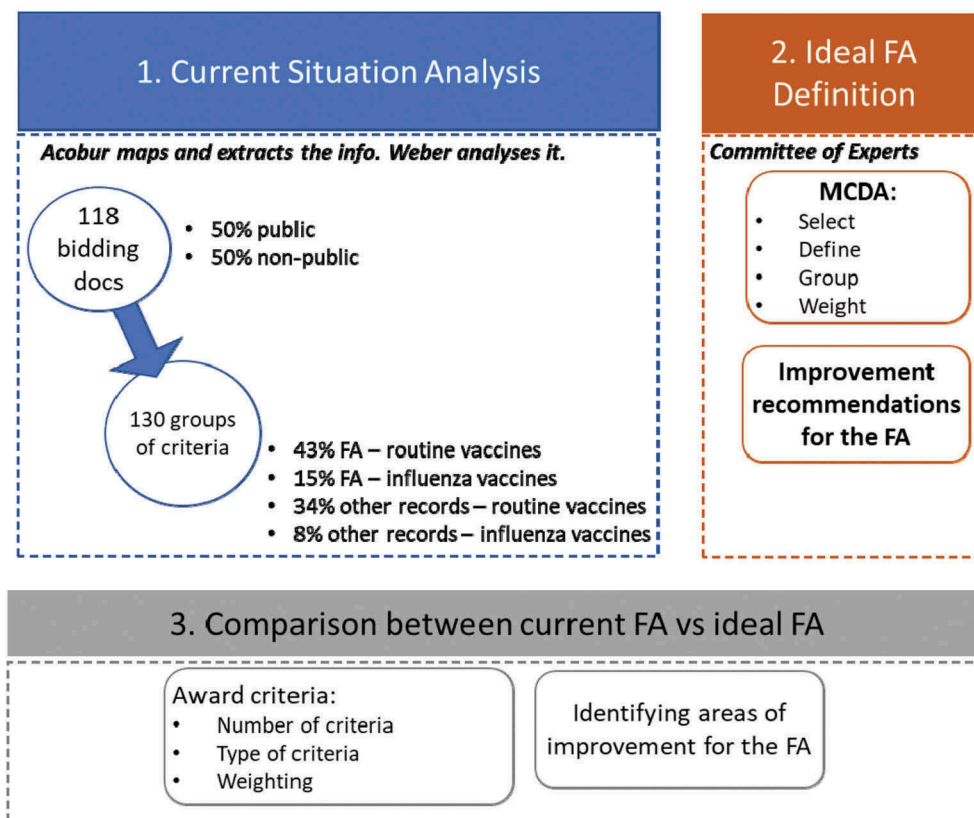 1. Current Situation Analysis
Acobur maps and extracts the info. Weber analyses it.
118
bidding
docs
• 50% public
• 50% non-public
130 groups
of criteria
• 43% FA – routine vaccines
• 15% FA – influenza vaccines
• 34% other records – routine vaccines
• 8% other records – influenza vaccines
2. Ideal FA
Definition
Committee of Experts
MCDA:
• Select
• Define
• Group
• Weight
Improvement
recommendations
for the FA
3. Comparison between current FA vs ideal FA
Award criteria:
• Number of criteria
• Type of criteria
• Weighting
Identifying areas of
improvement for the FA